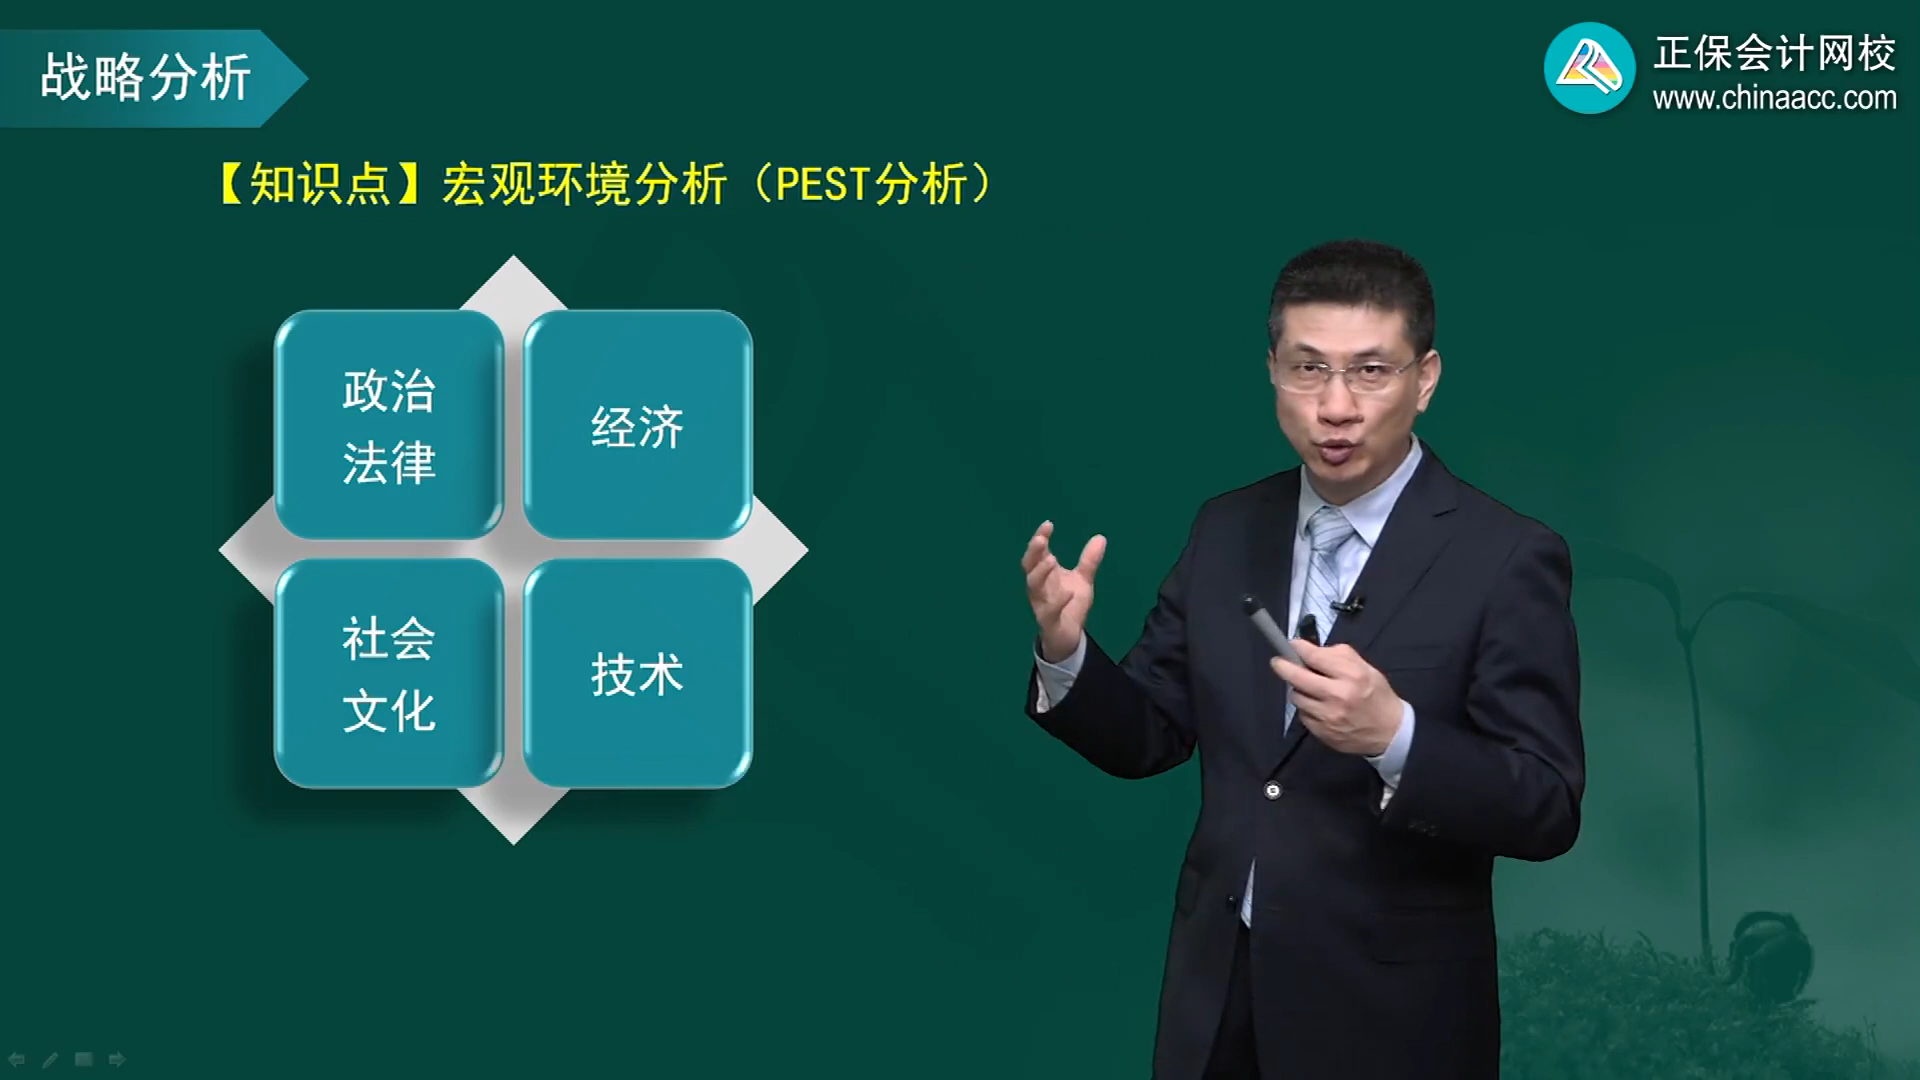 战略分析
正保会计网校
www.chinaacc.com
【知识点】宏观环境分析（PEST分析）
政治
法律
经济
社会
文化
技术